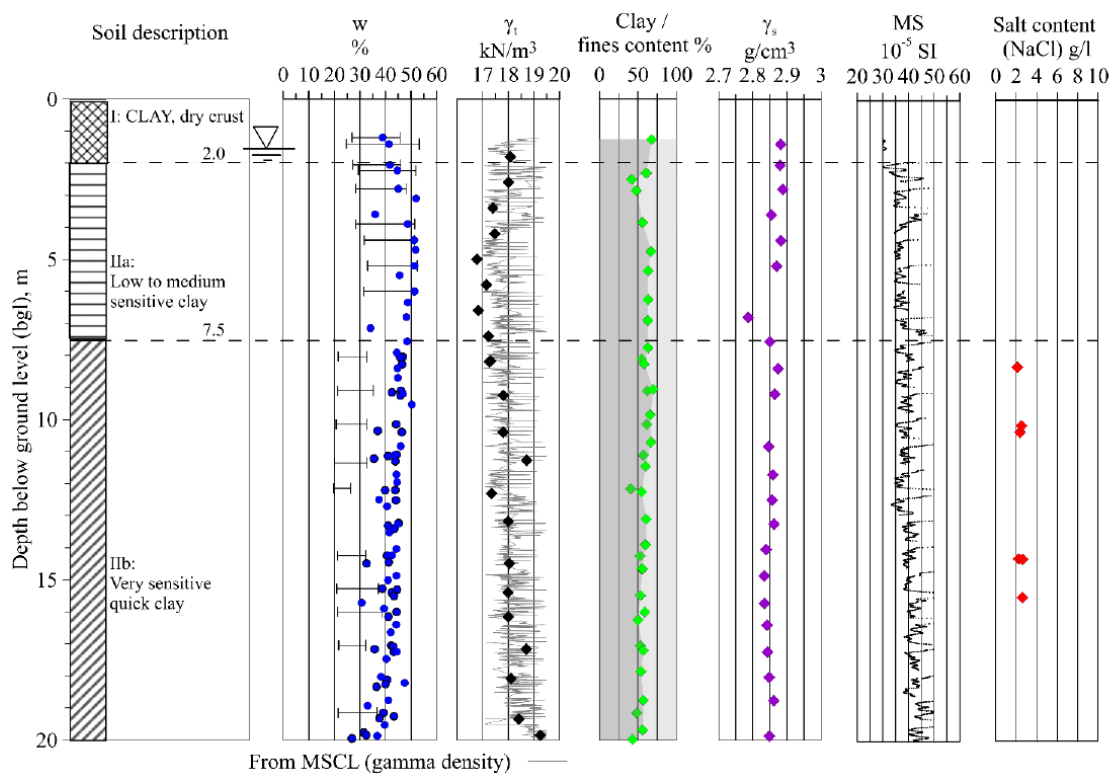 Soil description
w
%
γt
kN/m³
Clay /
fines content %
γs
g/cm³
MS
10⁻⁵ SI
Salt content
(NaCl) g/l
0 10 20 30 40 50 60
17 18 19 20
0 50 100
2.7 2.8 2.9 3
20 30 40 50 60
0 2 4 6 8 10
0
I: CLAY, dry crust
2.0
5
IIa:
Low to medium
sensitive clay
7.5
10
Depth below ground level (bgl), m
IIb:
Very sensitive
quick clay
15
20
From MSCL (gamma density)